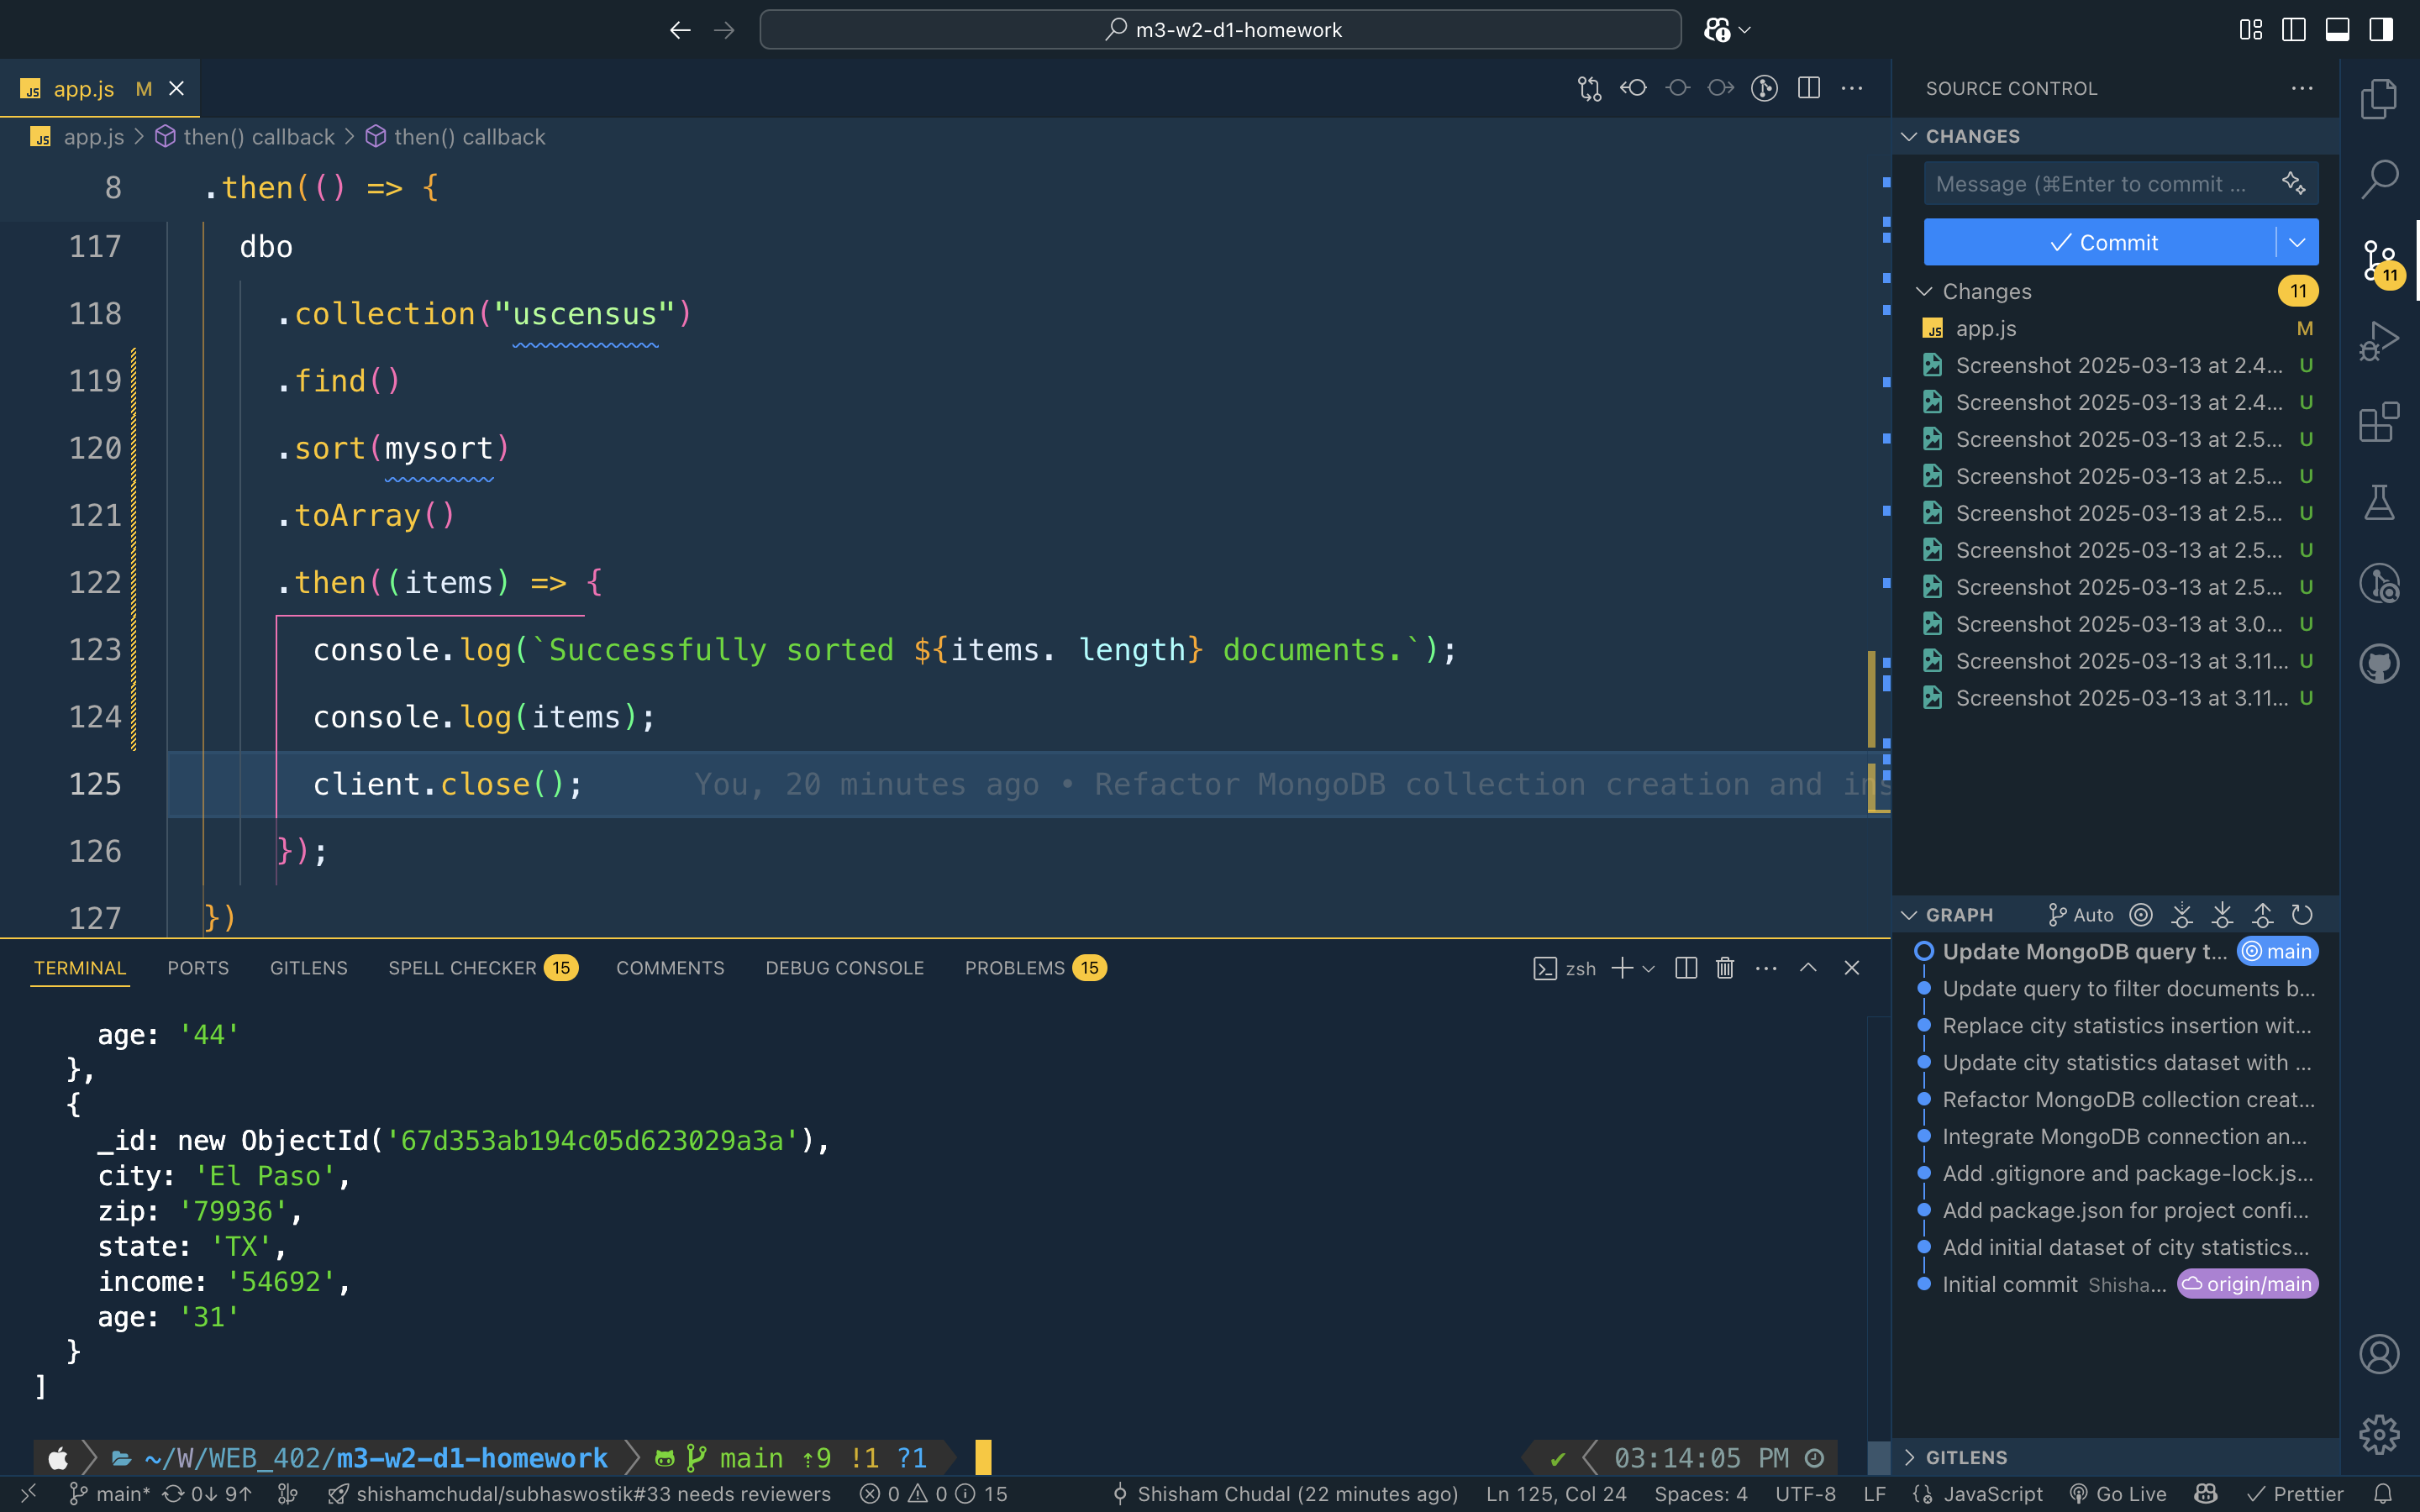 m3-w2-d1-homework
JS app.js M
SOURCE CONTROL
JS app.js > then() callback > then() callback
CHANGES
8 .then(() => {
Message (⌘Enter to commit ...
117 dbo
Commit
118 .collection("uscensus")
Changes 11
119 .find()
120 .sort(mysort)
121 .toArray()
122 .then((items) => {
123 console.log(`Successfully sorted ${items. length} documents.`);
124 console.log(items);
125 client.close(); You, 20 minutes ago • Refactor MongoDB collection creation and ins
126 });
127 })
JS app.js M
Screenshot 2025-03-13 at 2.4... U
Screenshot 2025-03-13 at 2.4... U
Screenshot 2025-03-13 at 2.5... U
Screenshot 2025-03-13 at 2.5... U
Screenshot 2025-03-13 at 2.5... U
Screenshot 2025-03-13 at 2.5... U
Screenshot 2025-03-13 at 2.5... U
Screenshot 2025-03-13 at 3.0... U
Screenshot 2025-03-13 at 3.11... U
Screenshot 2025-03-13 at 3.11... U
11
GRAPH Auto
Update MongoDB query t... main
Update query to filter documents b...
Replace city statistics insertion wit...
Update city statistics dataset with ...
Refactor MongoDB collection creat...
Integrate MongoDB connection an...
Add .gitignore and package-lock.js...
Add package.json for project confi...
Add initial dataset of city statistics...
Initial commit Shisha... origin/main
GITLENS
TERMINAL PORTS GITLENS SPELL CHECKER 15 COMMENTS DEBUG CONSOLE PROBLEMS 15 zsh
age: '44'
},
{
_id: new ObjectId('67d353ab194c05d623029a3a'),
city: 'El Paso',
zip: '79936',
state: 'TX',
income: '54692',
age: '31'
}
]
~/W/WEB_402/m3-w2-d1-homework main ⇡9 !1 ?1 ✔ 03:14:05 PM
main* 0↓ 9↑ shishamchudal/subhaswostik#33 needs reviewers 0 0 15 Shisham Chudal (22 minutes ago) Ln 125, Col 24 Spaces: 4 UTF-8 LF {} JavaScript Go Live Prettier